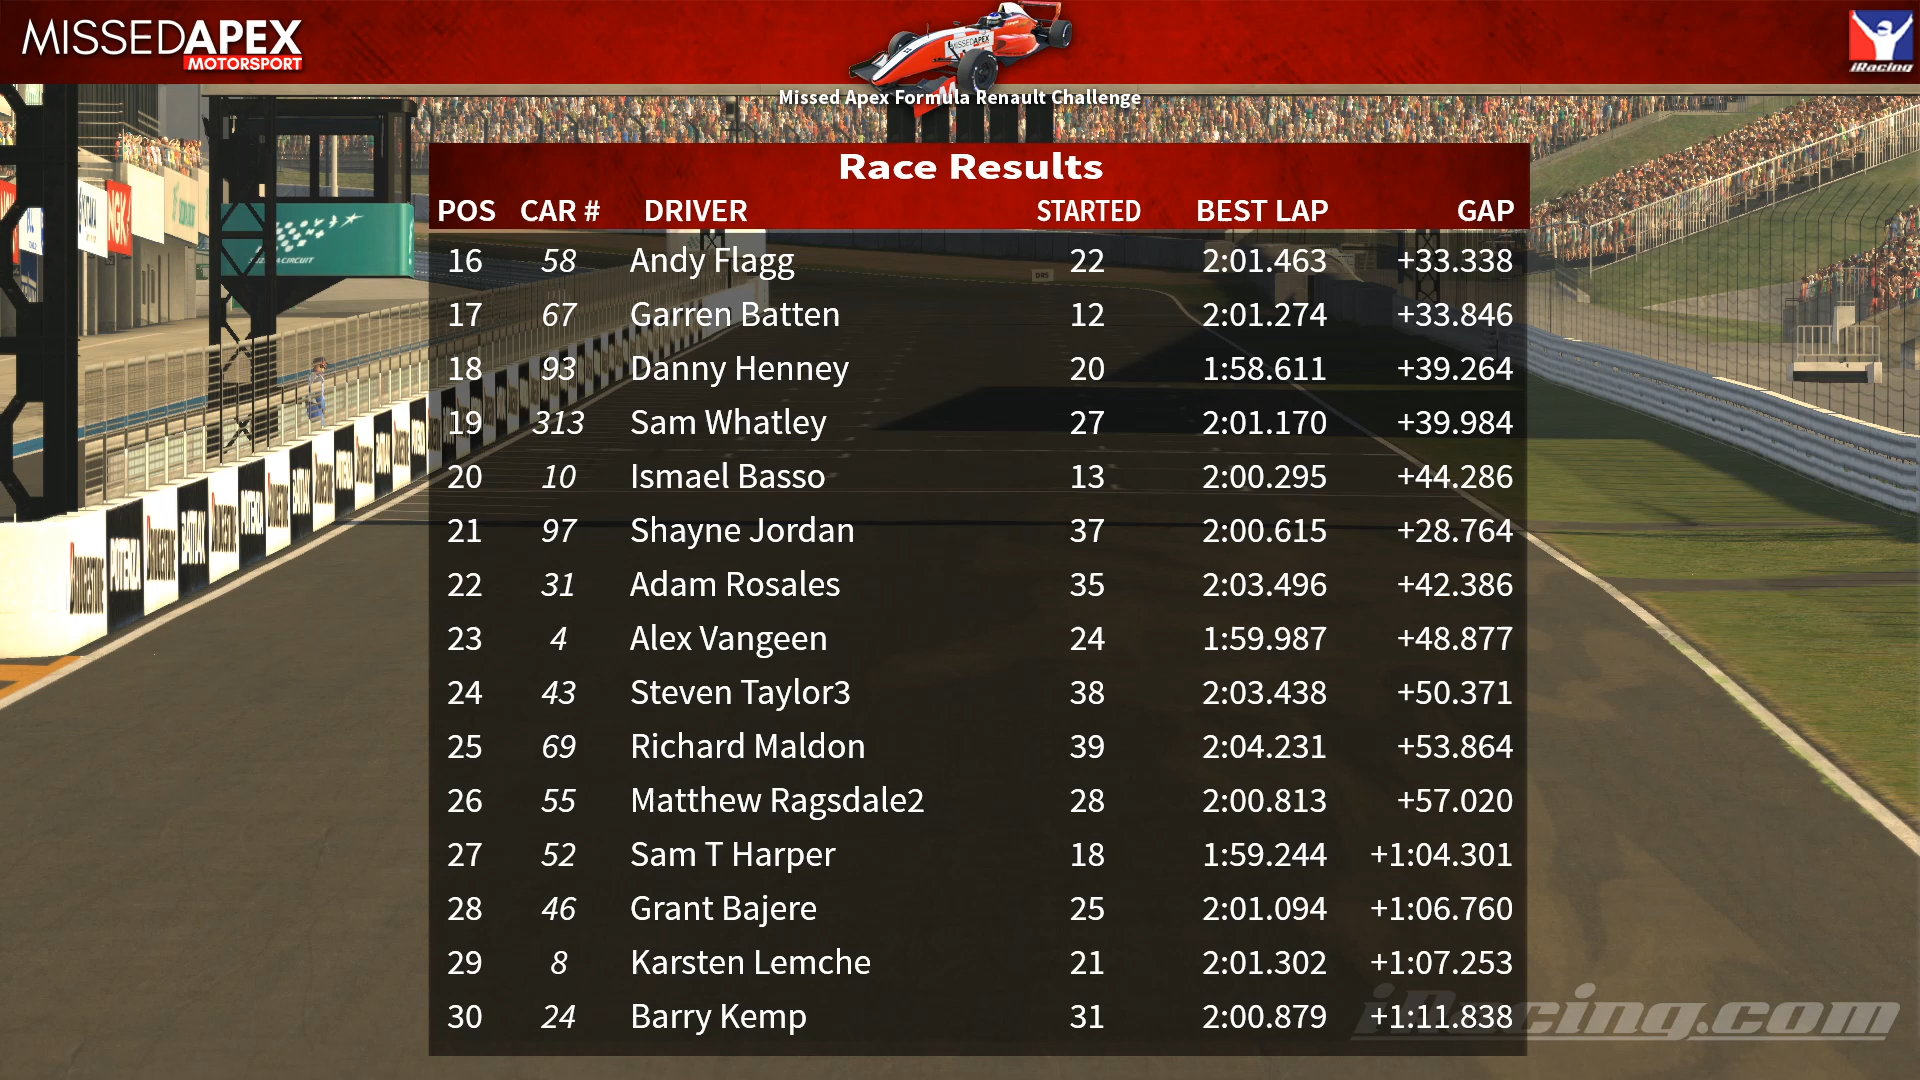 MISSEDAPEX
MOTORSPORT
MISSEDAPEX
iRacing
Missed Apex Formula Renault Challenge
Race Results
POS CAR # DRIVER STARTED BEST LAP GAP
16 58 Andy Flagg 22 2:01.463 +33.338
17 67 Garren Batten 12 2:01.274 +33.846
18 93 Danny Henney 20 1:58.611 +39.264
19 313 Sam Whatley 27 2:01.170 +39.984
20 10 Ismael Basso 13 2:00.295 +44.286
21 97 Shayne Jordan 37 2:00.615 +28.764
22 31 Adam Rosales 35 2:03.496 +42.386
23 4 Alex Vangeen 24 1:59.987 +48.877
24 43 Steven Taylor3 38 2:03.438 +50.371
25 69 Richard Maldon 39 2:04.231 +53.864
26 55 Matthew Ragsdale2 28 2:00.813 +57.020
27 52 Sam T Harper 18 1:59.244 +1:04.301
28 46 Grant Bajere 25 2:01.094 +1:06.760
29 8 Karsten Lemche 21 2:01.302 +1:07.253
30 24 Barry Kemp 31 2:00.879 +1:11.838
iRacing.com
NGK
DRS
BRIDGESTONE POTENZA BRIDGESTONE